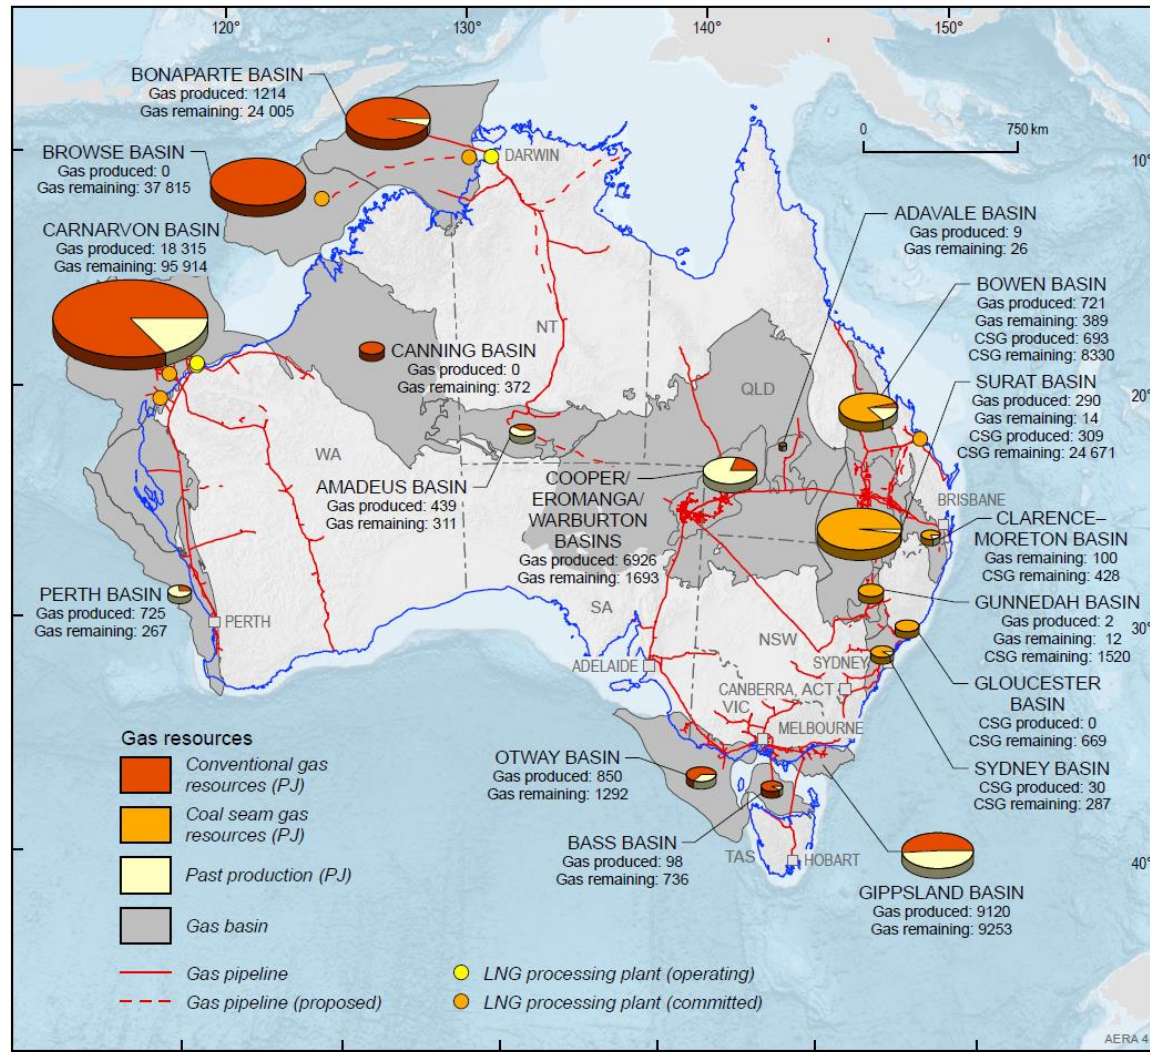 120°
130°
140°
150°
BONAPARTE BASIN
Gas produced: 1214
Gas remaining: 24 005
BROWSE BASIN
Gas produced: 0
Gas remaining: 37 815
CARNARVON BASIN
Gas produced: 18 315
Gas remaining: 95 914
DARWIN
0
750 km
10°
ADAVALE BASIN
Gas produced: 9
Gas remaining: 26
BOWEN BASIN
Gas produced: 721
Gas remaining: 389
CSG produced: 693
CSG remaining: 8330
SURAT BASIN
Gas produced: 290
Gas remaining: 14
CSG produced: 309
CSG remaining: 24 671
20°
NT
CANNING BASIN
Gas produced: 0
Gas remaining: 372
QLD
WA
AMADEUS BASIN
Gas produced: 439
Gas remaining: 311
COOPER/
EROMANGA/
WARBURTON
BASINS
Gas produced: 6926
Gas remaining: 1693
BRISBANE
CLARENCE–
MORETON BASIN
Gas remaining: 100
CSG remaining: 428
PERTH BASIN
Gas produced: 725
Gas remaining: 267
PERTH
SA
GUNNEDAH BASIN
Gas produced: 2
Gas remaining: 12
CSG remaining: 1520
30°
NSW
SYDNEY
ADELAIDE
CANBERRA, ACT
VIC
MELBOURNE
GLOUCESTER
BASIN
CSG produced: 0
CSG remaining: 669
SYDNEY BASIN
CSG produced: 30
CSG remaining: 287
OTWAY BASIN
Gas produced: 850
Gas remaining: 1292
BASS BASIN
Gas produced: 98
Gas remaining: 736
TAS
HOBART
40°
GIPPSLAND BASIN
Gas produced: 9120
Gas remaining: 9253
Gas resources
Conventional gas
resources (PJ)
Coal seam gas
resources (PJ)
Past production (PJ)
Gas basin
Gas pipeline
Gas pipeline (proposed)
LNG processing plant (operating)
LNG processing plant (committed)
AERA 4